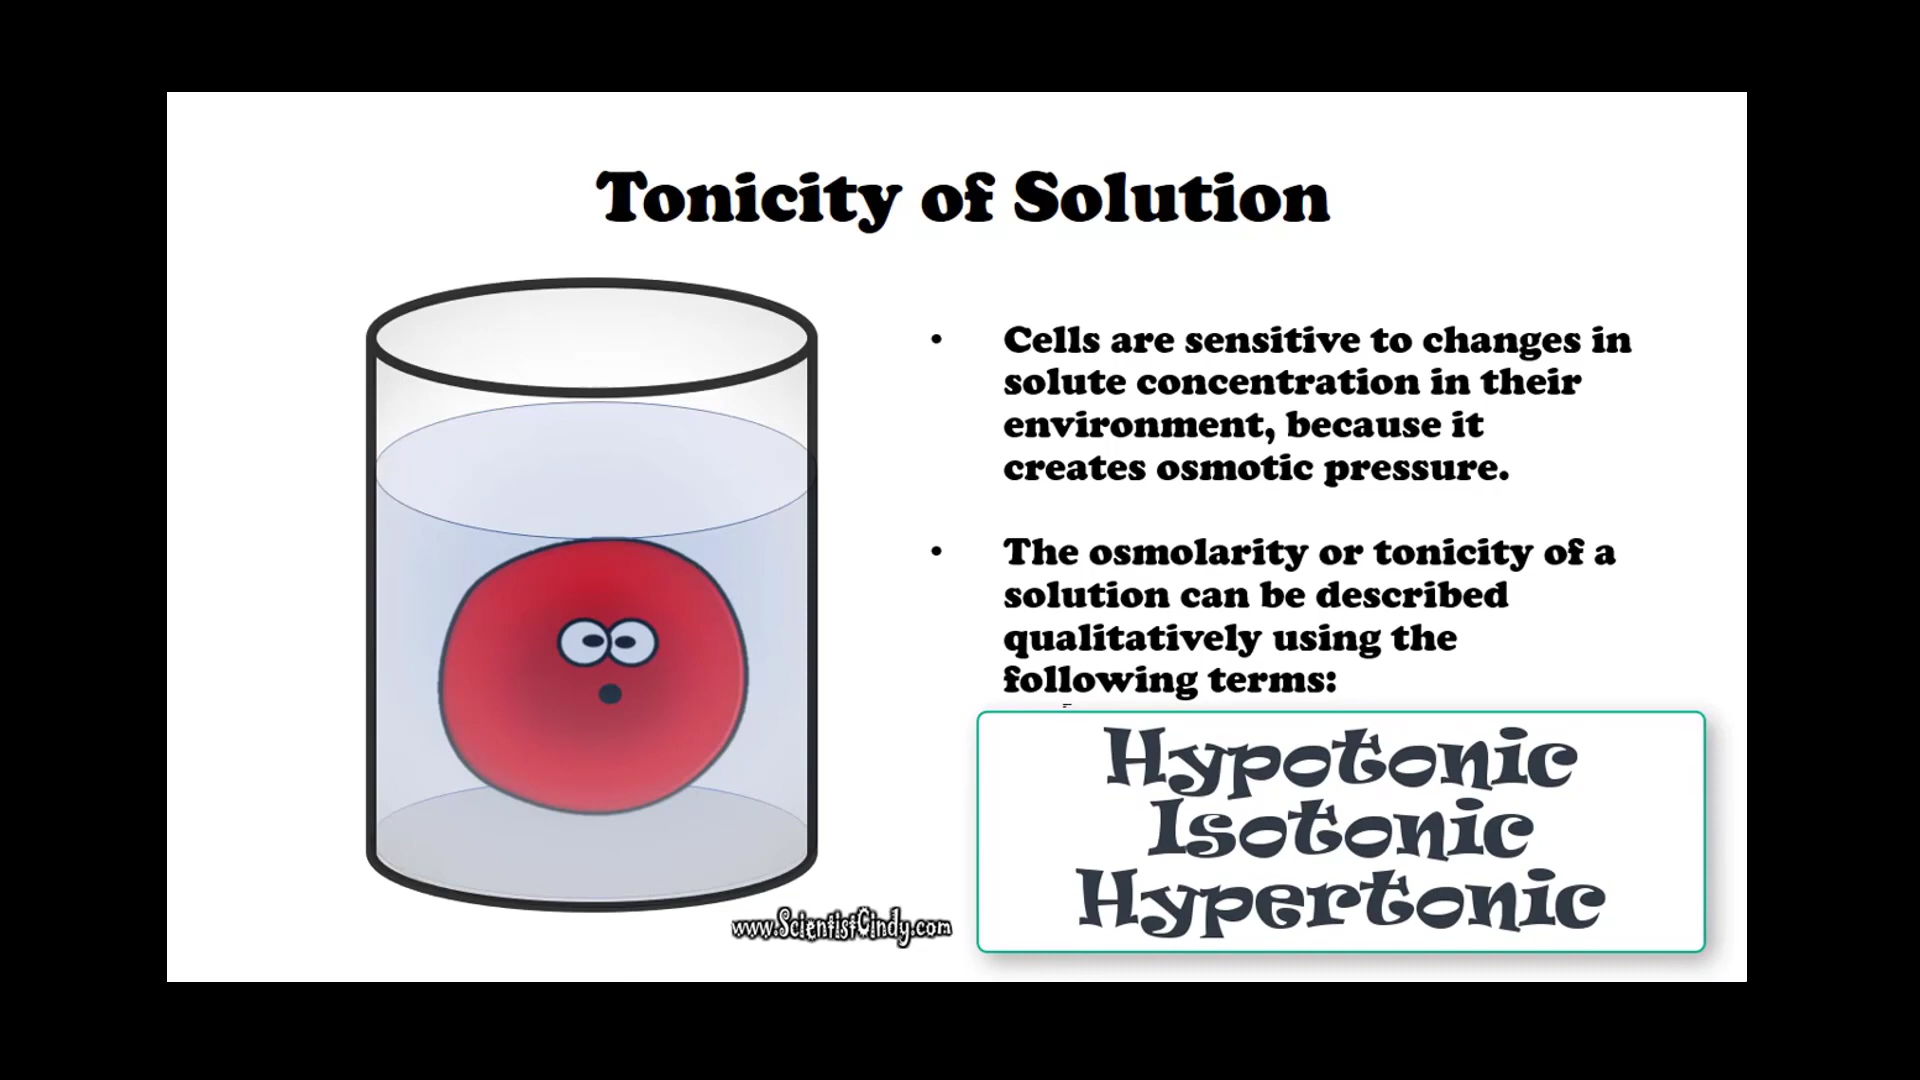 Tonicity of Solution
• Cells are sensitive to changes in
solute concentration in their
environment, because it
creates osmotic pressure.
• The osmolarity or tonicity of a
solution can be described
qualitatively using the
following terms:
Hypotonic
Isotonic
Hypertonic
www.ScientistCindy.com